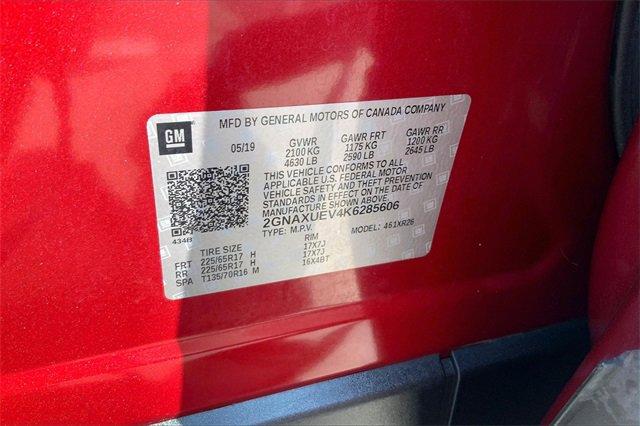 GM
MFD BY GENERAL MOTORS OF CANADA COMPANY
05/19 GVWR GAWR FRT GAWR RR
2100 KG 1175 KG 1200 KG
4630 LB 2590 LB 2645 LB
THIS VEHICLE CONFORMS TO ALL
APPLICABLE U.S. FEDERAL MOTOR
VEHICLE SAFETY AND THEFT PREVENTION
STANDARDS IN EFFECT ON THE DATE OF
MANUFACTURE SHOWN ABOVE.
2GNAXUEV4K6285606
TYPE: M.P.V. MODEL: 461XR26
434B
TIRE SIZE RIM
FRT 225/65R17 H 17X7J
RR 225/65R17 H 17X7J
SPA T135/70R16 M 16X4BT